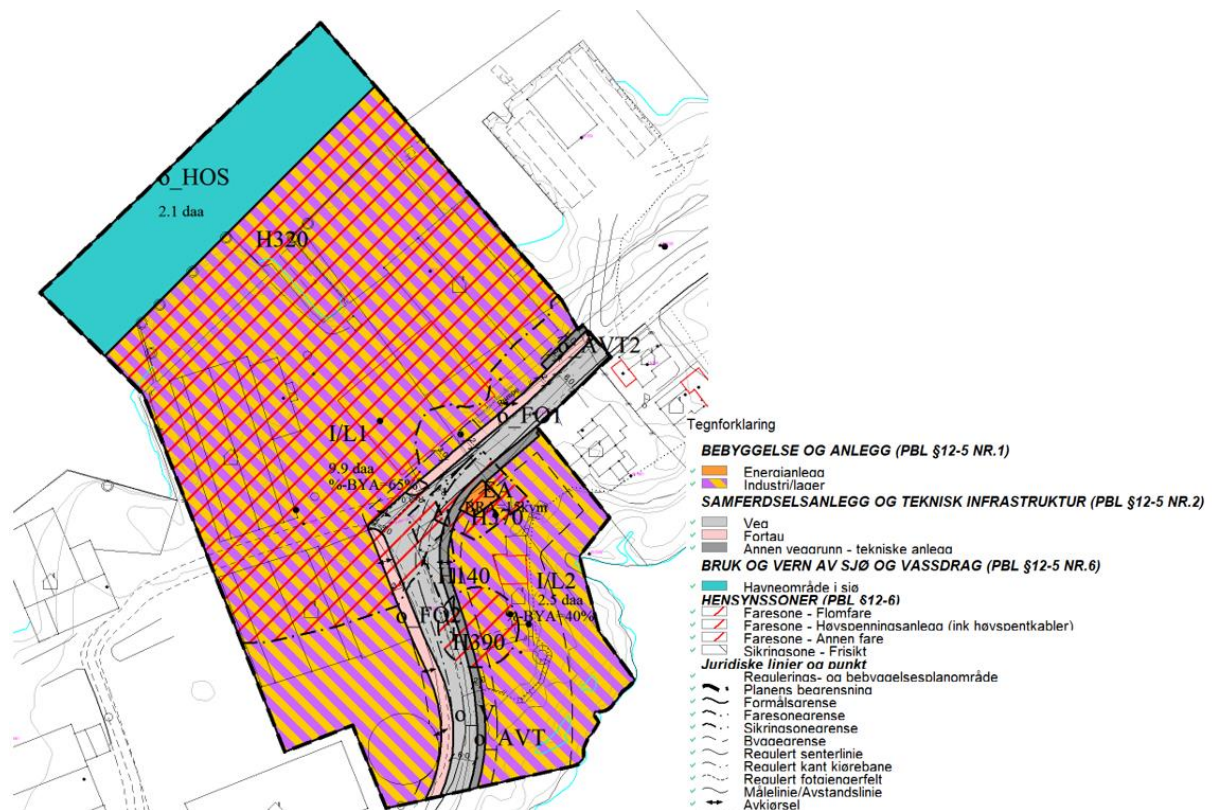 o_HOS
2.1 daa
H320
o_AVT2
o_FO1
I/L1
9.9 daa
%-BYA=65%
EA
BRA=15kvm
H370
H140
I/L2
2.5 daa
%-BYA=40%
o_FO2
H390
o_V
o_AVT
Tegnforklaring
BEBYGGELSE OG ANLEGG (PBL §12-5 NR.1)
Energianlegg
Industri/lager
SAMFERDSELSANLEGG OG TEKNISK INFRASTRUKTUR (PBL §12-5 NR.2)
Veg
Fortau
Annen veggrunn - tekniske anlegg
BRUK OG VERN AV SJØ OG VASSDRAG (PBL §12-5 NR.6)
Havneområde i sjø
HENSYNSSONER (PBL §12-6)
Faresone - Flomfare
Faresone - Høyspenningsanlegg (ink høyspentkabler)
Faresone - Annen fare
Sikringsone - Frisikt
Juridiske linjer og punkt
Regulerings- og bebyggelsesplanområde
Planens begrensning
Formålsgrense
Faresonegrense
Sikringsonegrense
Byggegrense
Regulert senterlinje
Regulert kant kjørebane
Regulert fotgjengerfelt
Målelinje/Avstandslinje
Avkjørsel